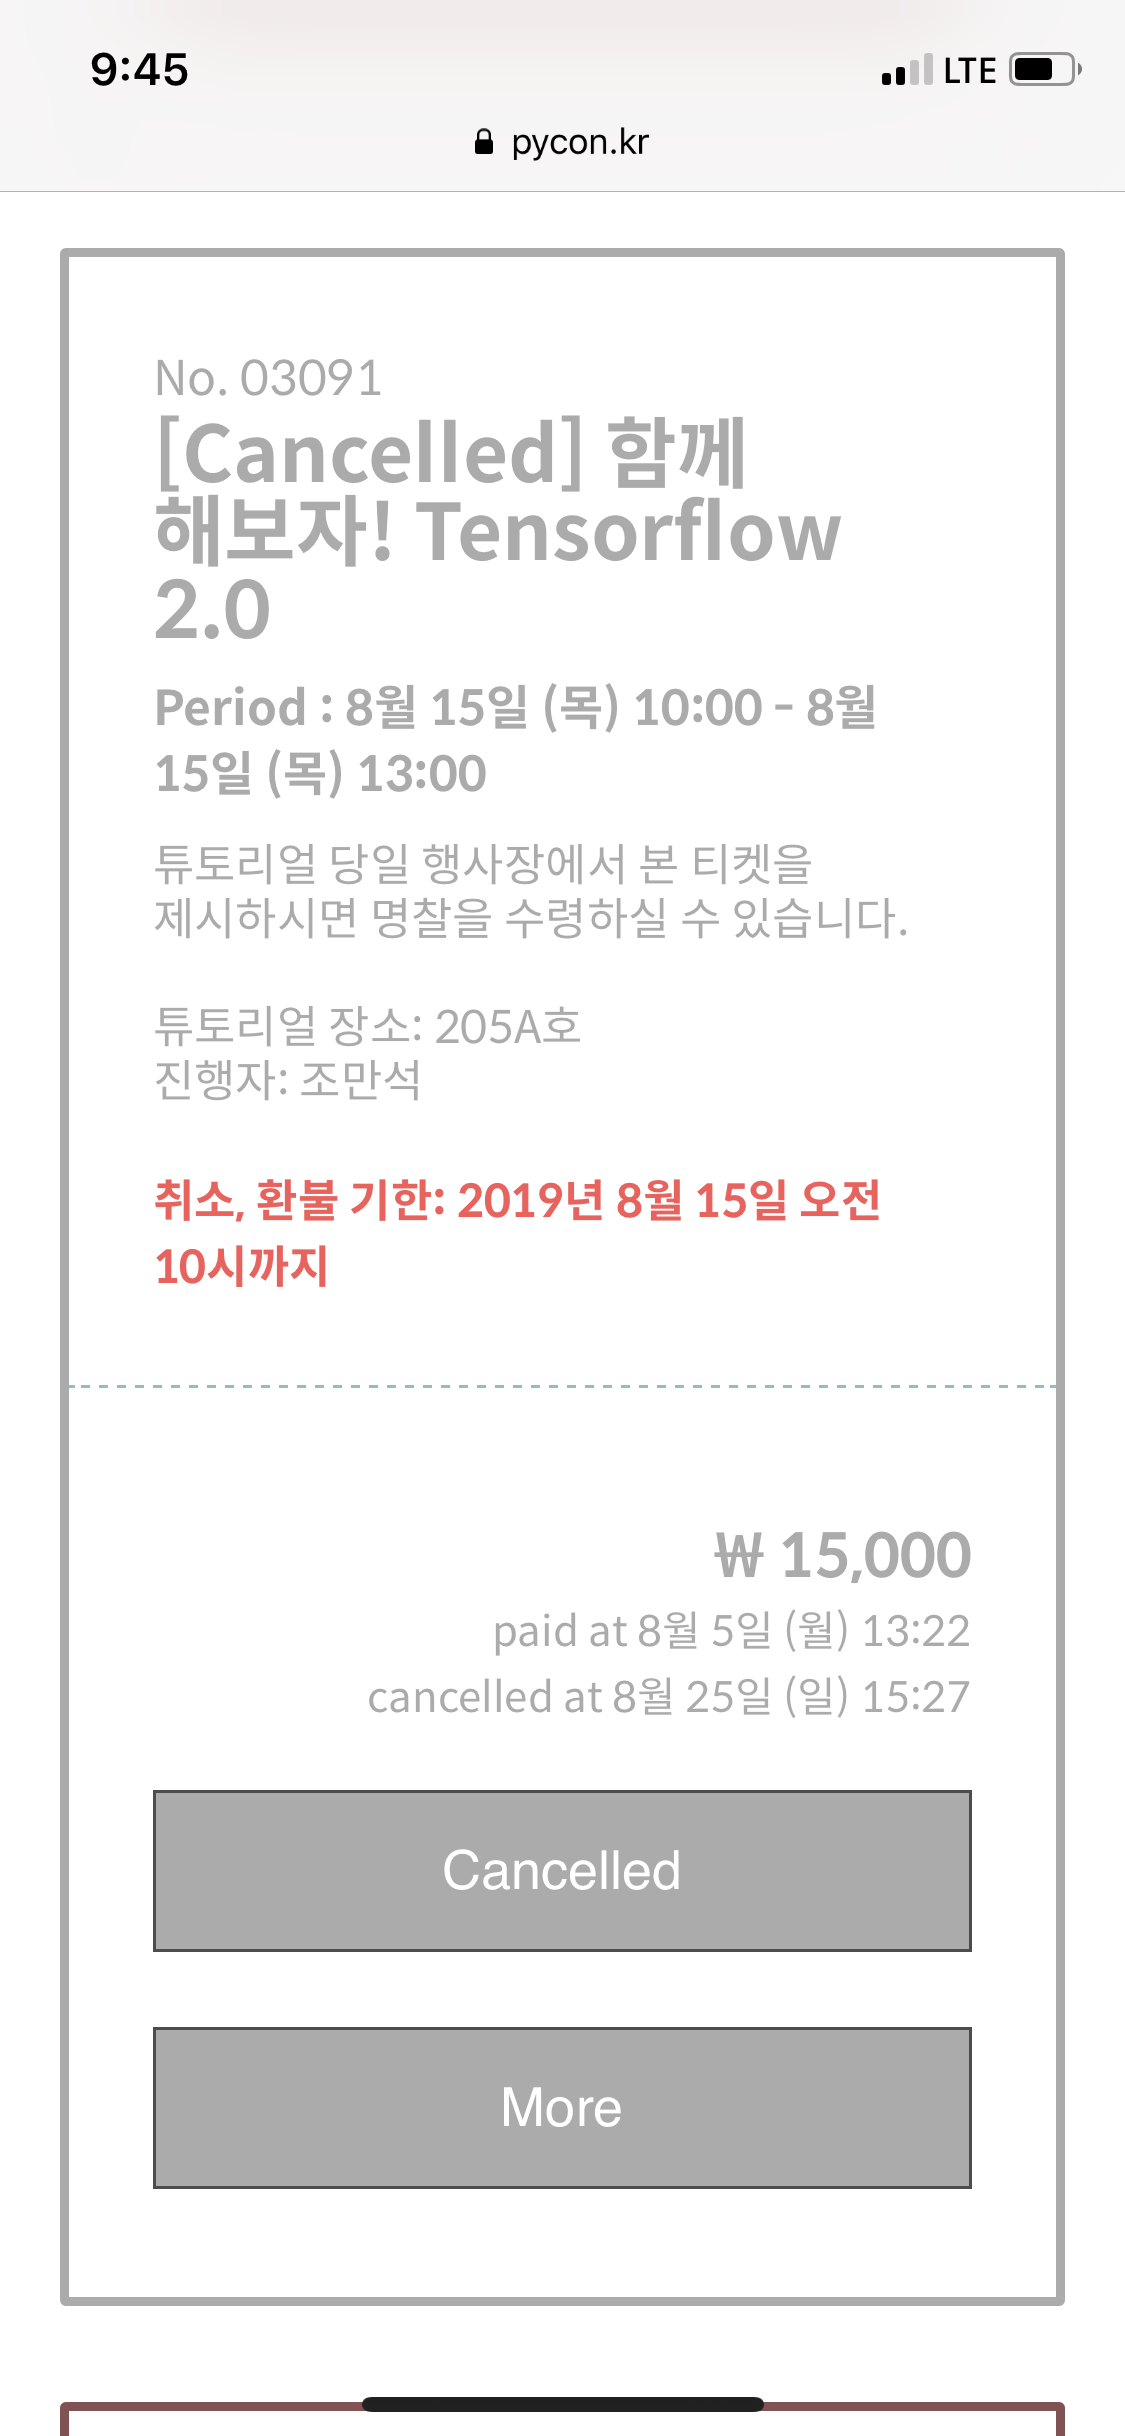 9:45
LTE
pycon.kr
No. 03091
[Cancelled] 함께
해보자! Tensorflow
2.0
Period : 8월 15일 (목) 10:00 - 8월
15일 (목) 13:00
튜토리얼 당일 행사장에서 본 티켓을
제시하시면 명찰을 수령하실 수 있습니다.
튜토리얼 장소: 205A호
진행자: 조만석
취소, 환불 기한: 2019년 8월 15일 오전
10시까지
₩ 15,000
paid at 8월 5일 (월) 13:22
cancelled at 8월 25일 (일) 15:27
Cancelled
More